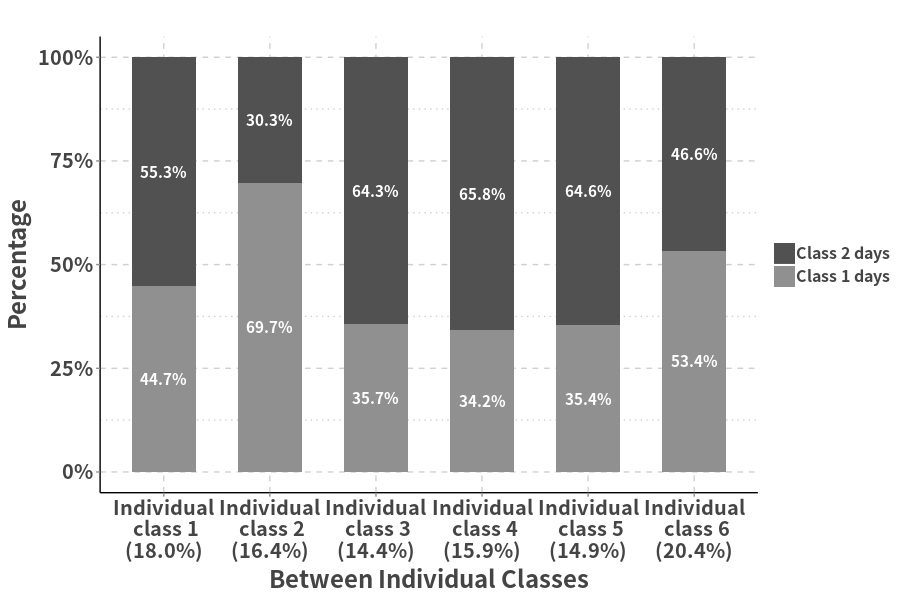 100%
75%
50%
25%
0%
Percentage
55.3%
30.3%
64.3%
65.8%
64.6%
46.6%
44.7%
69.7%
35.7%
34.2%
35.4%
53.4%
Class 2 days
Class 1 days
Individual class 1 (18.0%)
Individual class 2 (16.4%)
Individual class 3 (14.4%)
Individual class 4 (15.9%)
Individual class 5 (14.9%)
Individual class 6 (20.4%)
Between Individual Classes